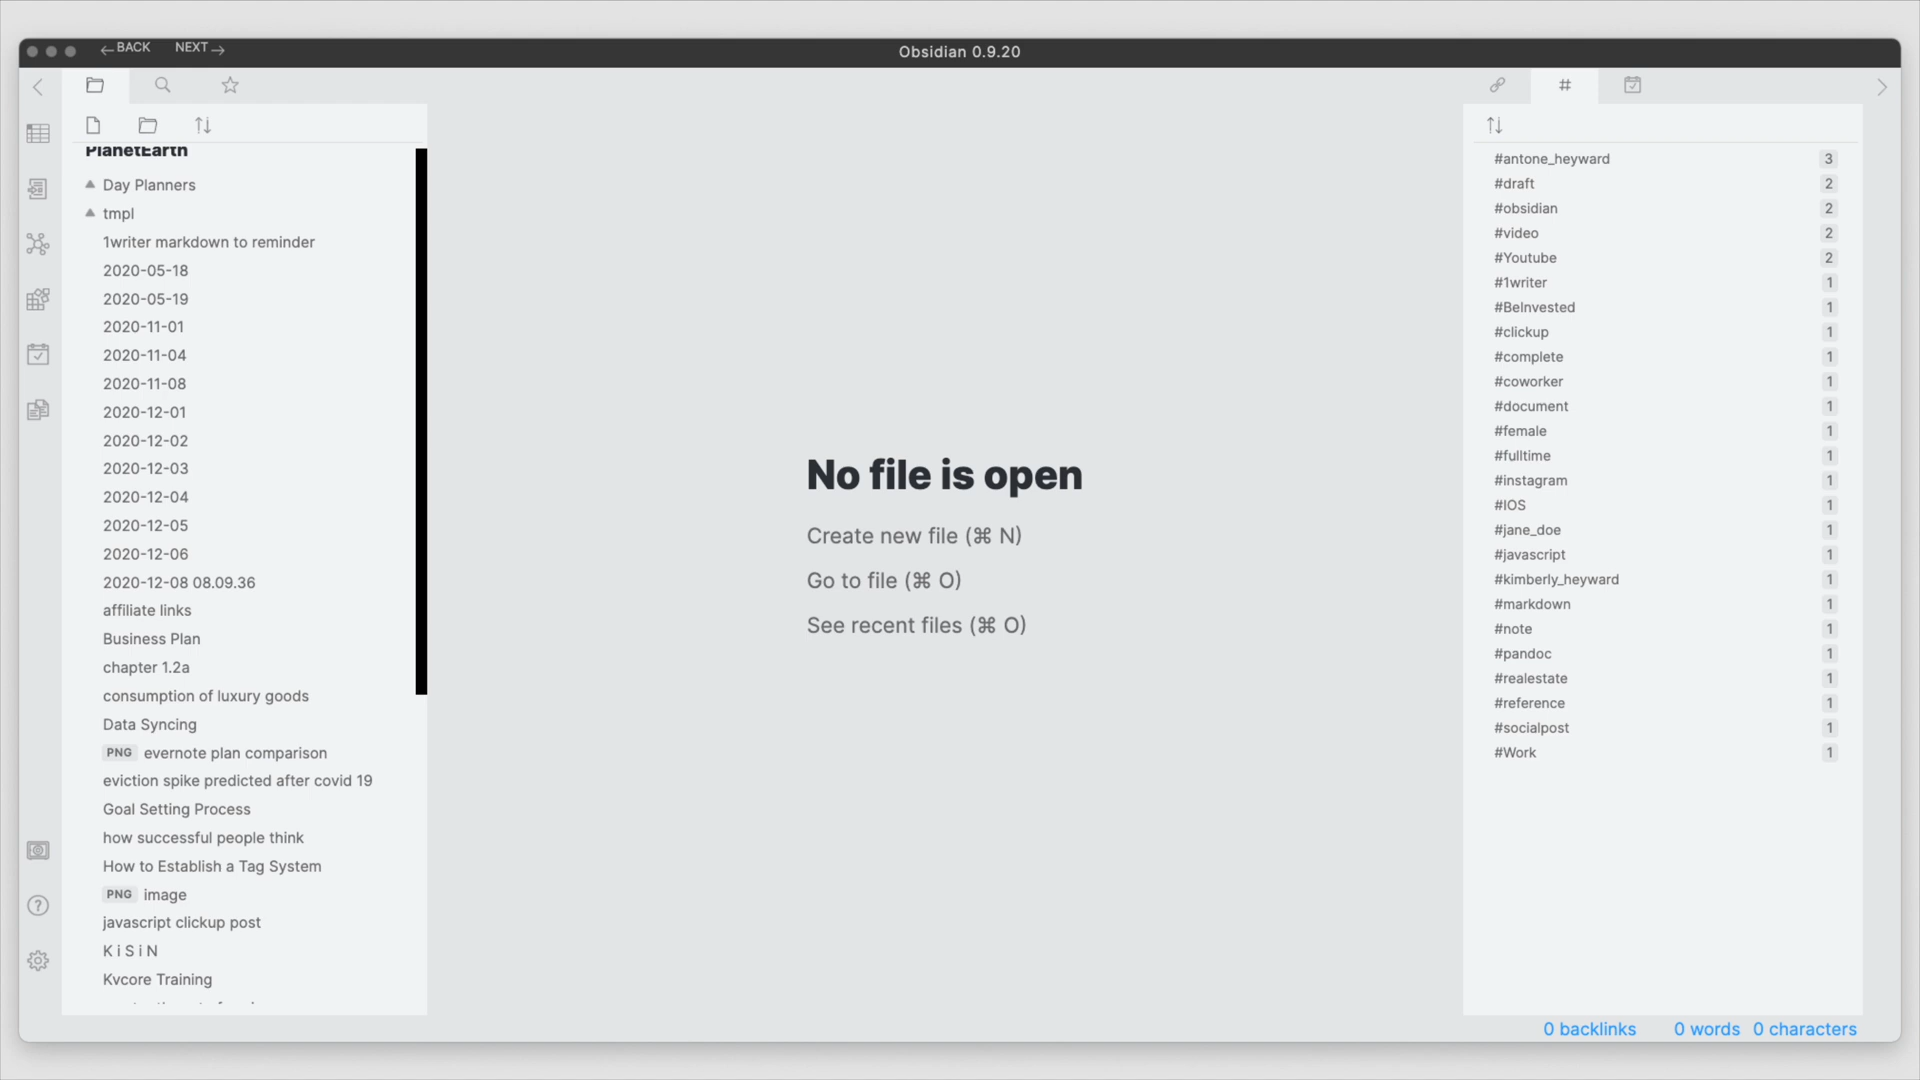 BACK
NEXT
Obsidian 0.9.20
PlanetEarth
Day Planners
tmpl
1writer markdown to reminder
2020-05-18
2020-05-19
2020-11-01
2020-11-04
2020-11-08
2020-12-01
2020-12-02
2020-12-03
2020-12-04
2020-12-05
2020-12-06
2020-12-08 08.09.36
affiliate links
Business Plan
chapter 1.2a
consumption of luxury goods
Data Syncing
PNG evernote plan comparison
eviction spike predicted after covid 19
Goal Setting Process
how successful people think
How to Establish a Tag System
PNG image
javascript clickup post
K i S i N
Kvcore Training
No file is open
Create new file (⌘ N)
Go to file (⌘ O)
See recent files (⌘ O)
#
#antone_heyward 3
#draft 2
#obsidian 2
#video 2
#Youtube 2
#1writer 1
#BeInvested 1
#clickup 1
#complete 1
#coworker 1
#document 1
#female 1
#fulltime 1
#instagram 1
#IOS 1
#jane_doe 1
#javascript 1
#kimberly_heyward 1
#markdown 1
#note 1
#pandoc 1
#realestate 1
#reference 1
#socialpost 1
#Work 1
0 backlinks 0 words 0 characters